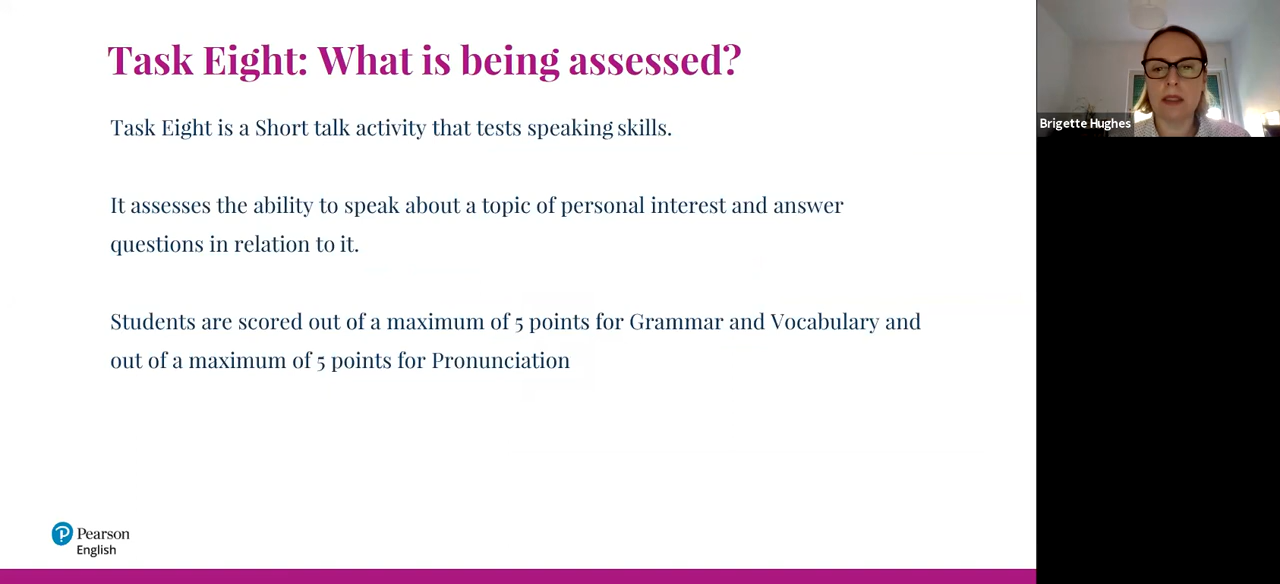 Task Eight: What is being assessed?
Task Eight is a Short talk activity that tests speaking skills.
It assesses the ability to speak about a topic of personal interest and answer
questions in relation to it.
Students are scored out of a maximum of 5 points for Grammar and Vocabulary and
out of a maximum of 5 points for Pronunciation
P Pearson
English
Brigette Hughes